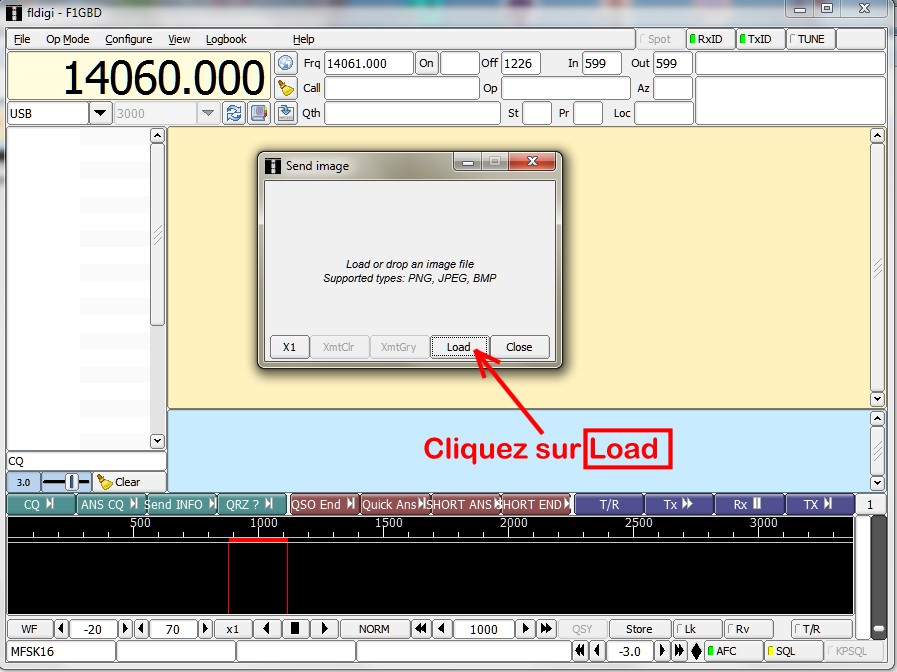 fldigi - F1GBD
File Op Mode Configure View Logbook Help Spot RxID TxID TUNE
14060.000
Frq 14061.000 On Off 1226 In 599 Out 599
Call Op Az
USB 3000 Qth St Pr Loc
Send image
Load or drop an image file
Supported types: PNG, JPEG, BMP
X1 XmtClr XmtGry Load Close
Cliquez sur Load
CQ
3.0 Clear
CQ ANS CQ Send INFO QRZ ? QSO End Quick Ans SHORT ANS SHORT END T/R Tx Rx TX 1
500 1000 1500 2000 2500 3000
WF -20 70 x1 NORM 1000 QSY Store Lk Rv T/R
MFSK16 -3.0 AFC SQL KPSQL